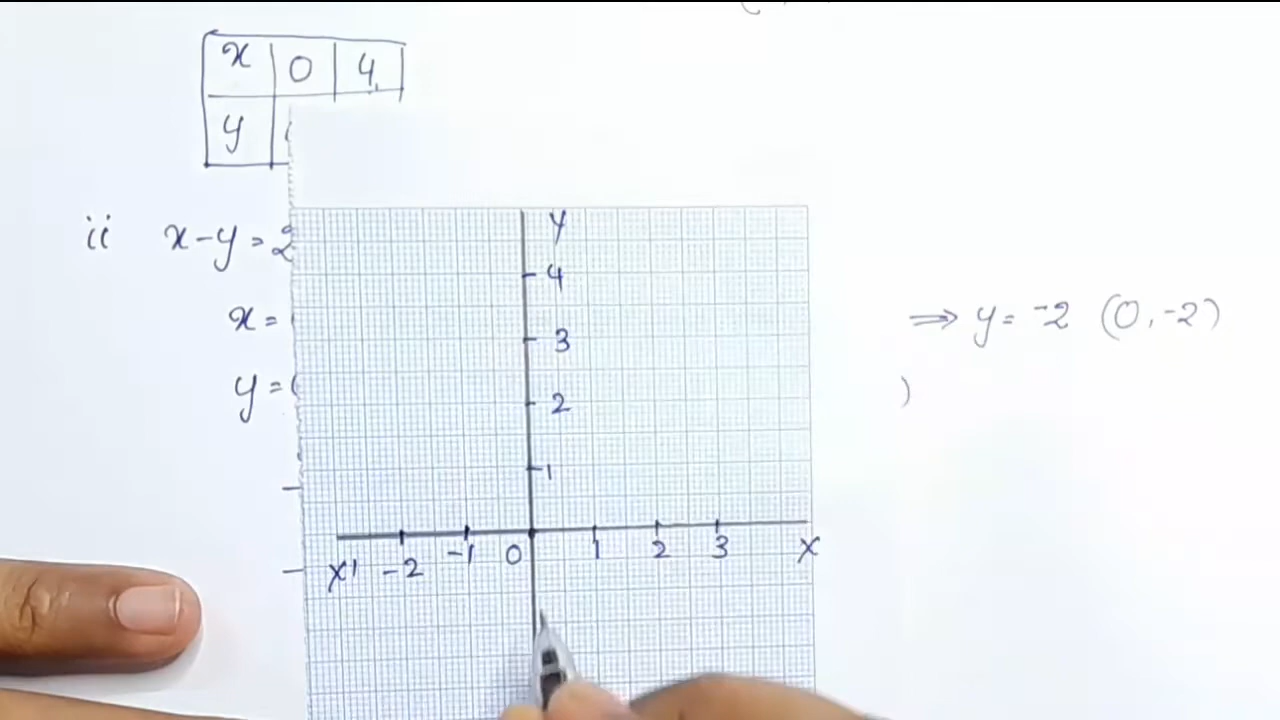 x 0 4
y
ii x-y=2
x=
y=
⇒ y= -2 (0,-2)
)
Y
4
3
2
1
X' -2 -1 0 1 2 3 X